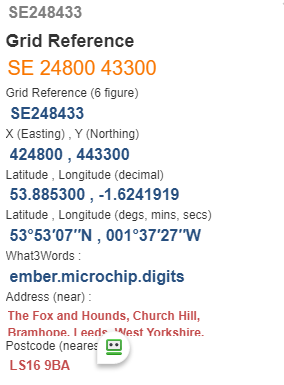 SE248433
Grid Reference
SE 24800 43300
Grid Reference (6 figure)
SE248433
X (Easting) , Y (Northing)
424800 , 443300
Latitude , Longitude (decimal)
53.885300 , -1.6241919
Latitude , Longitude (degs, mins, secs)
53°53′07″N , 001°37′27″W
What3Words :
ember.microchip.digits
Address (near) :
The Fox and Hounds, Church Hill,
Bramhope, Leeds, West Yorkshire,
Postcode (neares
LS16 9BA